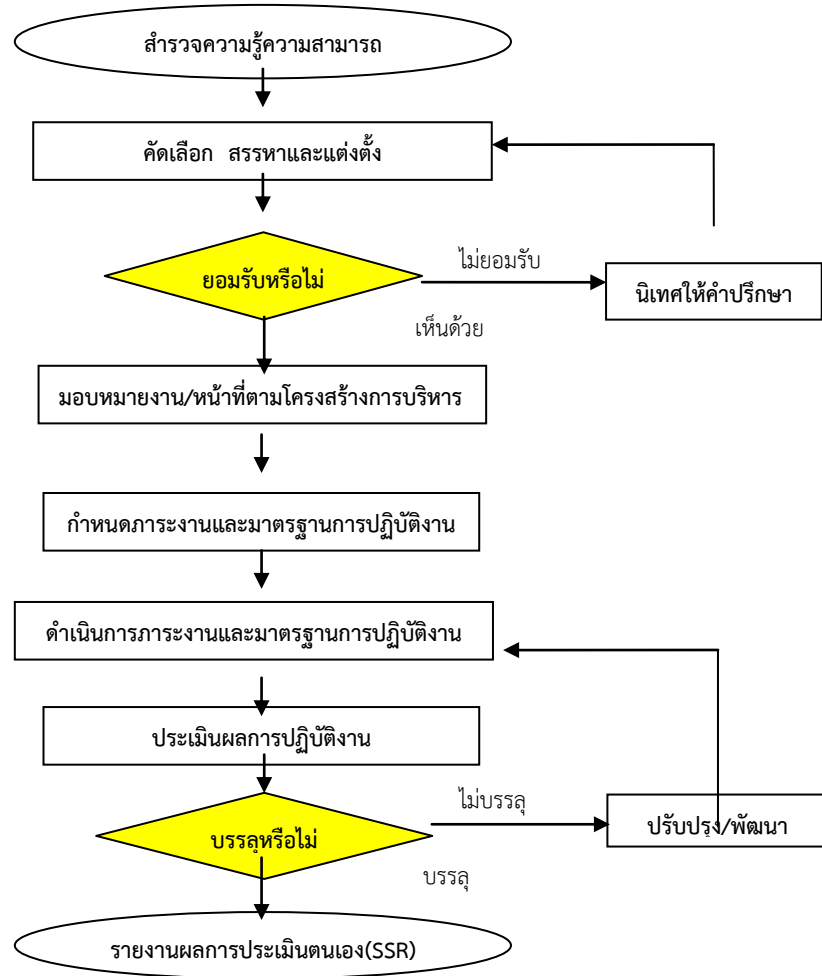 สำรวจความรู้ความสามารถ
คัดเลือก สรรหาและแต่งตั้ง
ยอมรับหรือไม่
ไม่ยอมรับ
นิเทศให้คำปรึกษา
เห็นด้วย
มอบหมายงาน/หน้าที่ตามโครงสร้างการบริหาร
กำหนดภาระงานและมาตรฐานการปฏิบัติงาน
ดำเนินการภาระงานและมาตรฐานการปฏิบัติงาน
ประเมินผลการปฏิบัติงาน
ไม่บรรลุ
บรรลุหรือไม่
ปรับปรุง/พัฒนา
บรรลุ
รายงานผลการประเมินตนเอง(SSR)